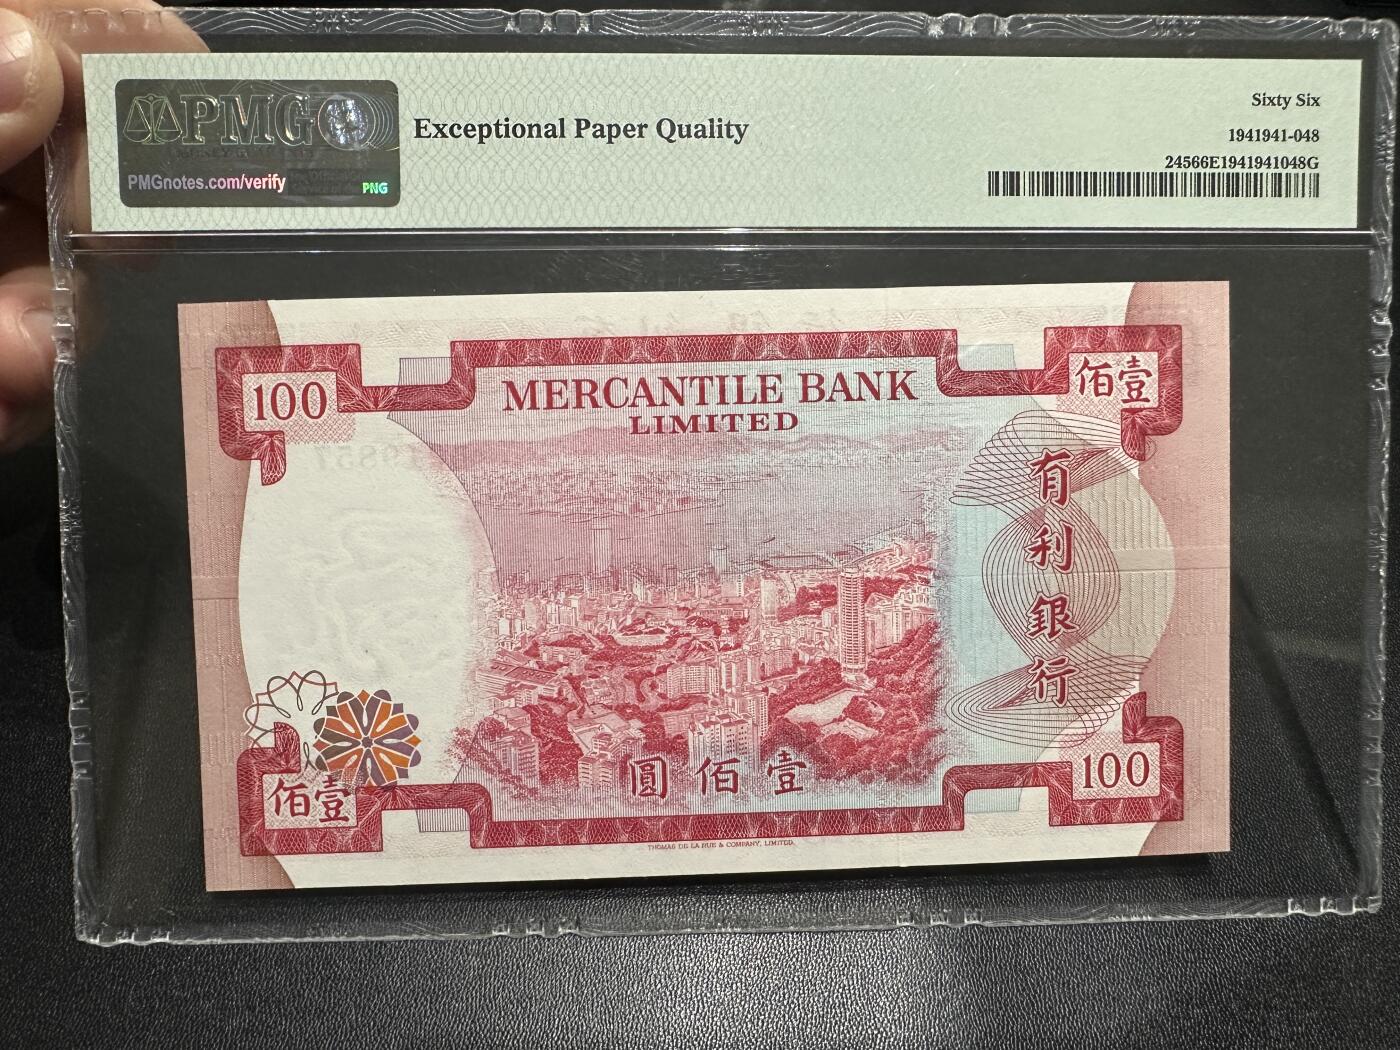 PMG
PMGnotes.com/verify
PNG
Exceptional Paper Quality
Sixty Six
1941941-048
24566E1941941048G
100
MERCANTILE BANK
LIMITED
佰壹
有利銀行
圓佰壹
佰壹
100
THOMAS DE LA RUE & COMPANY, LIMITED.